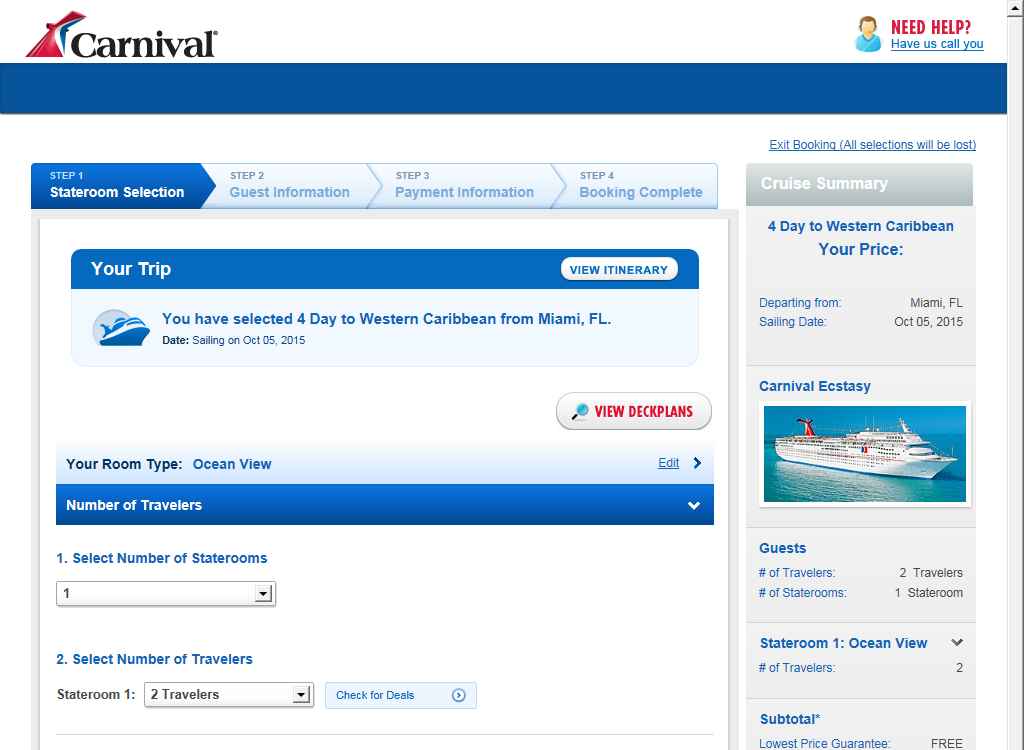 Carnival
NEED HELP?
Have us call you
Exit Booking (All selections will be lost)
STEP 1
Stateroom Selection
STEP 2
Guest Information
STEP 3
Payment Information
STEP 4
Booking Complete
Your Trip
VIEW ITINERARY
You have selected 4 Day to Western Caribbean from Miami, FL.
Date: Sailing on Oct 05, 2015
VIEW DECKPLANS
Your Room Type: Ocean View
Edit
Number of Travelers
1. Select Number of Staterooms
1
2. Select Number of Travelers
Stateroom 1: 2 Travelers
Check for Deals
Cruise Summary
4 Day to Western Caribbean
Your Price:
Departing from: Miami, FL
Sailing Date: Oct 05, 2015
Carnival Ecstasy
Guests
# of Travelers: 2 Travelers
# of Staterooms: 1 Stateroom
Stateroom 1: Ocean View
# of Travelers: 2
Subtotal*
Lowest Price Guarantee: FREE